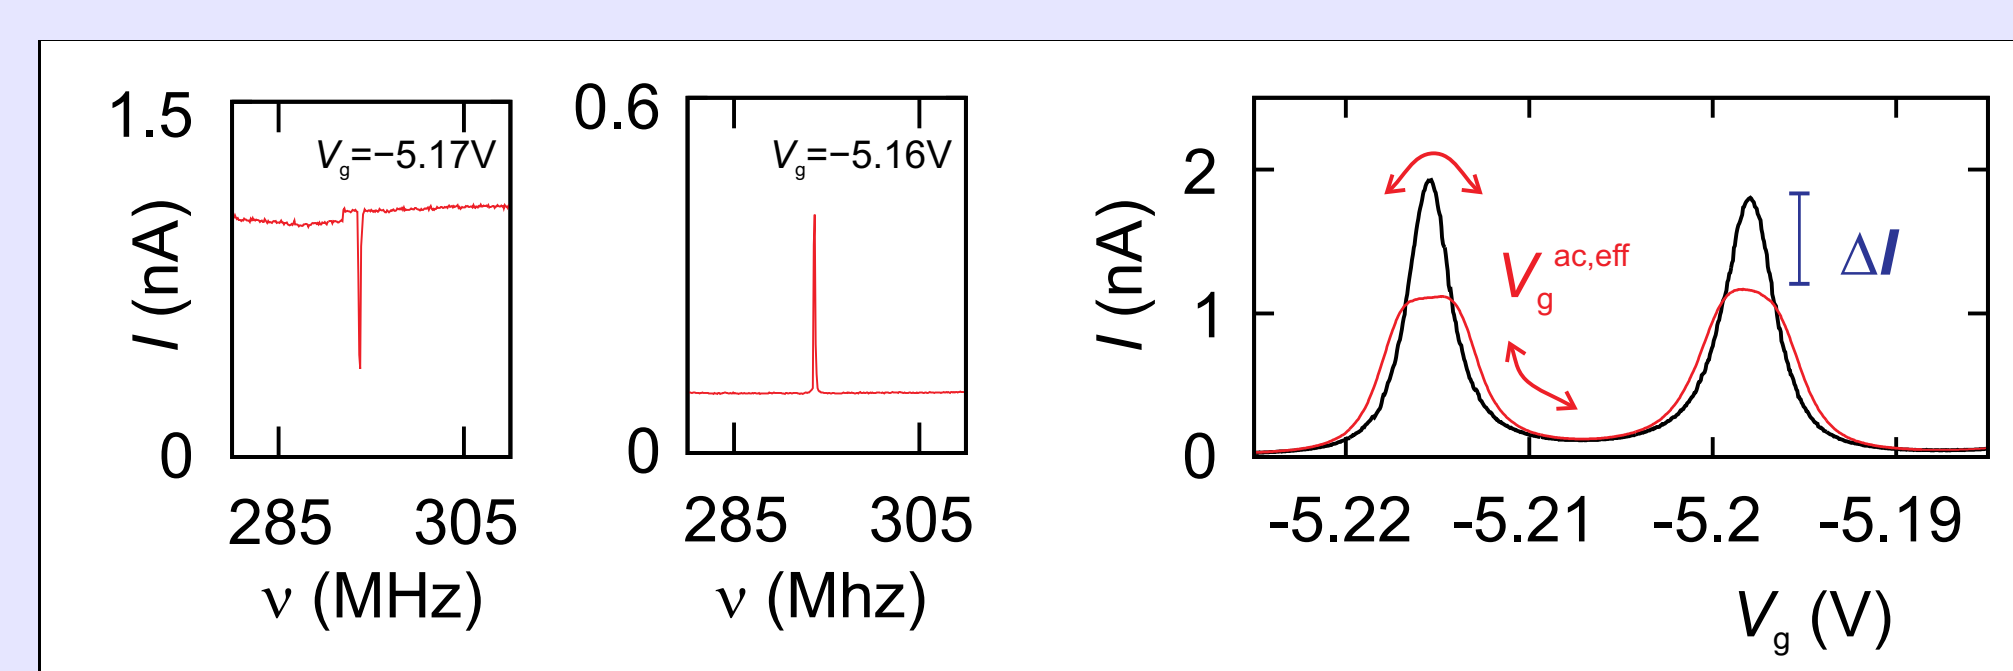 1.5
V_g=−5.17V
I (nA)
0
285 305
ν (MHz)
0.6
V_g=−5.16V
0
285 305
ν (Mhz)
2
1
0
I (nA)
V_g^ac,eff
ΔI
-5.22 -5.21 -5.2 -5.19
V_g (V)